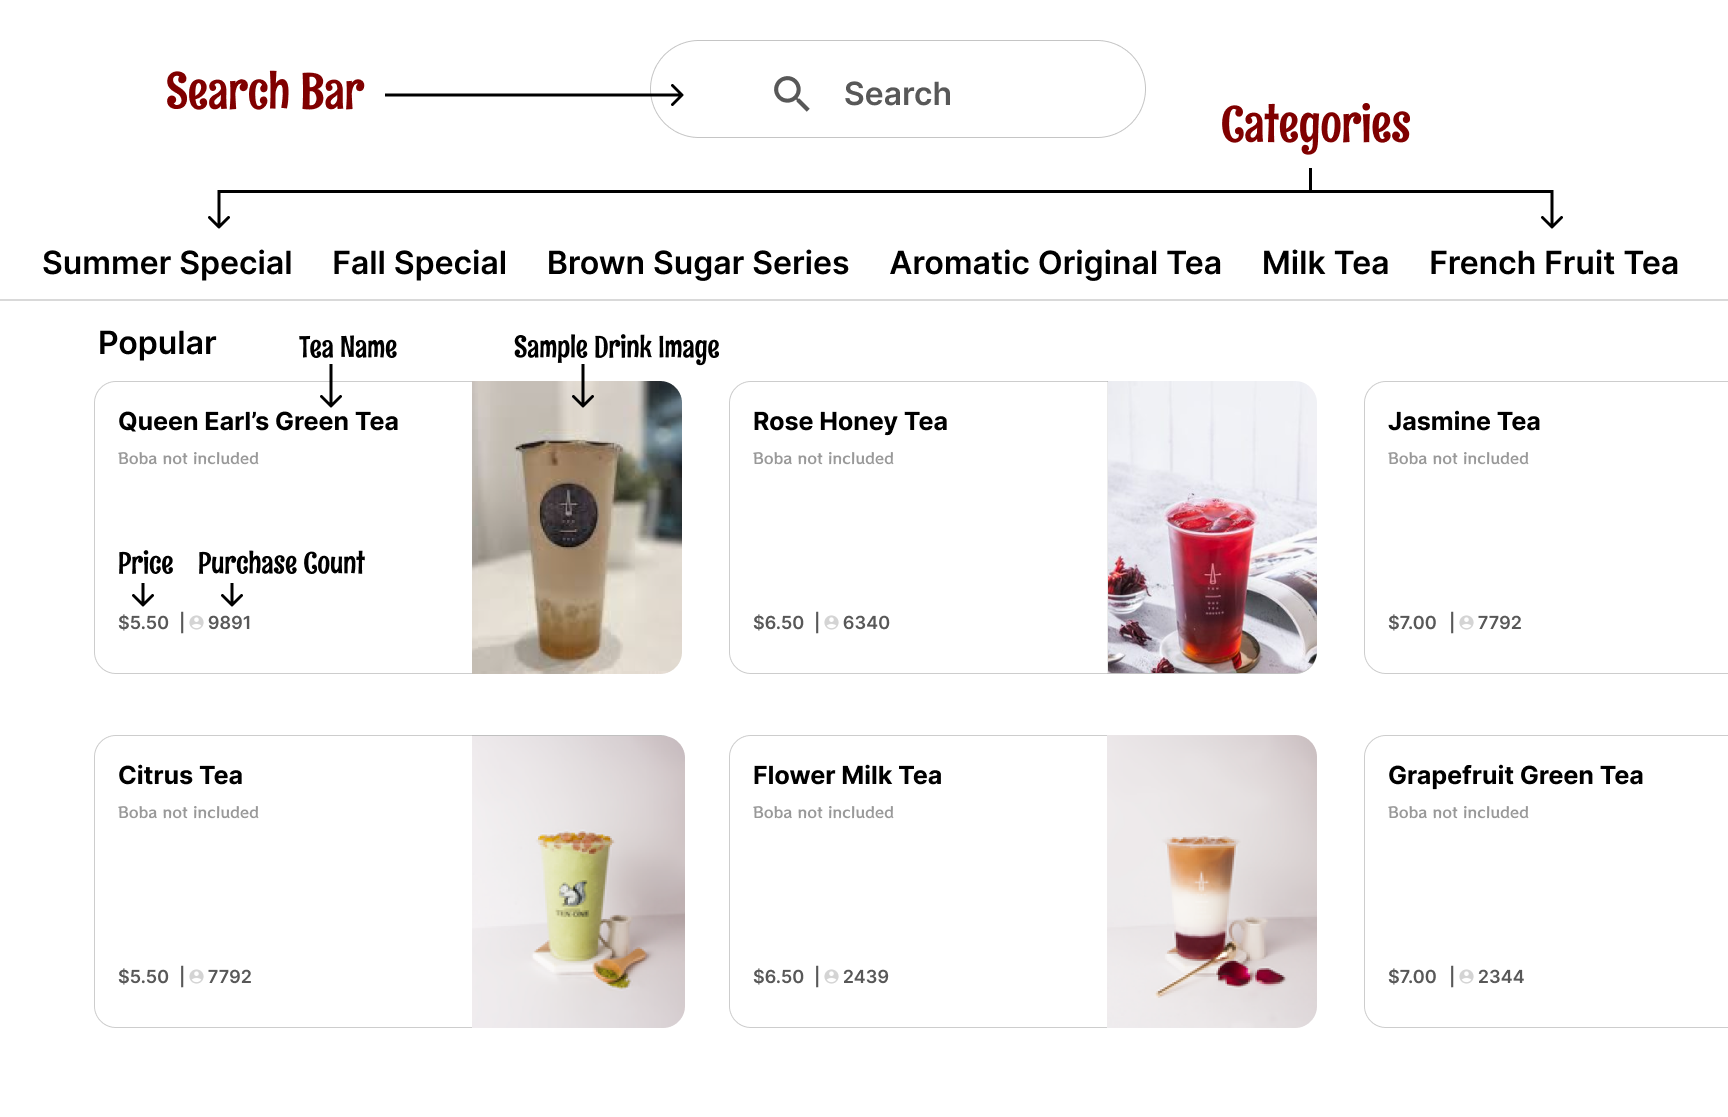 Search Bar
Search
Categories
Summer Special
Fall Special
Brown Sugar Series
Aromatic Original Tea
Milk Tea
French Fruit Tea
Popular
Tea Name
Sample Drink Image
Queen Earl’s Green Tea
Boba not included
Price
Purchase Count
$5.50 | 9891
Rose Honey Tea
Boba not included
$6.50 | 6340
Jasmine Tea
Boba not included
$7.00 | 7792
Citrus Tea
Boba not included
TEN ONE
$5.50 | 7792
Flower Milk Tea
Boba not included
$6.50 | 2439
Grapefruit Green Tea
Boba not included
$7.00 | 2344